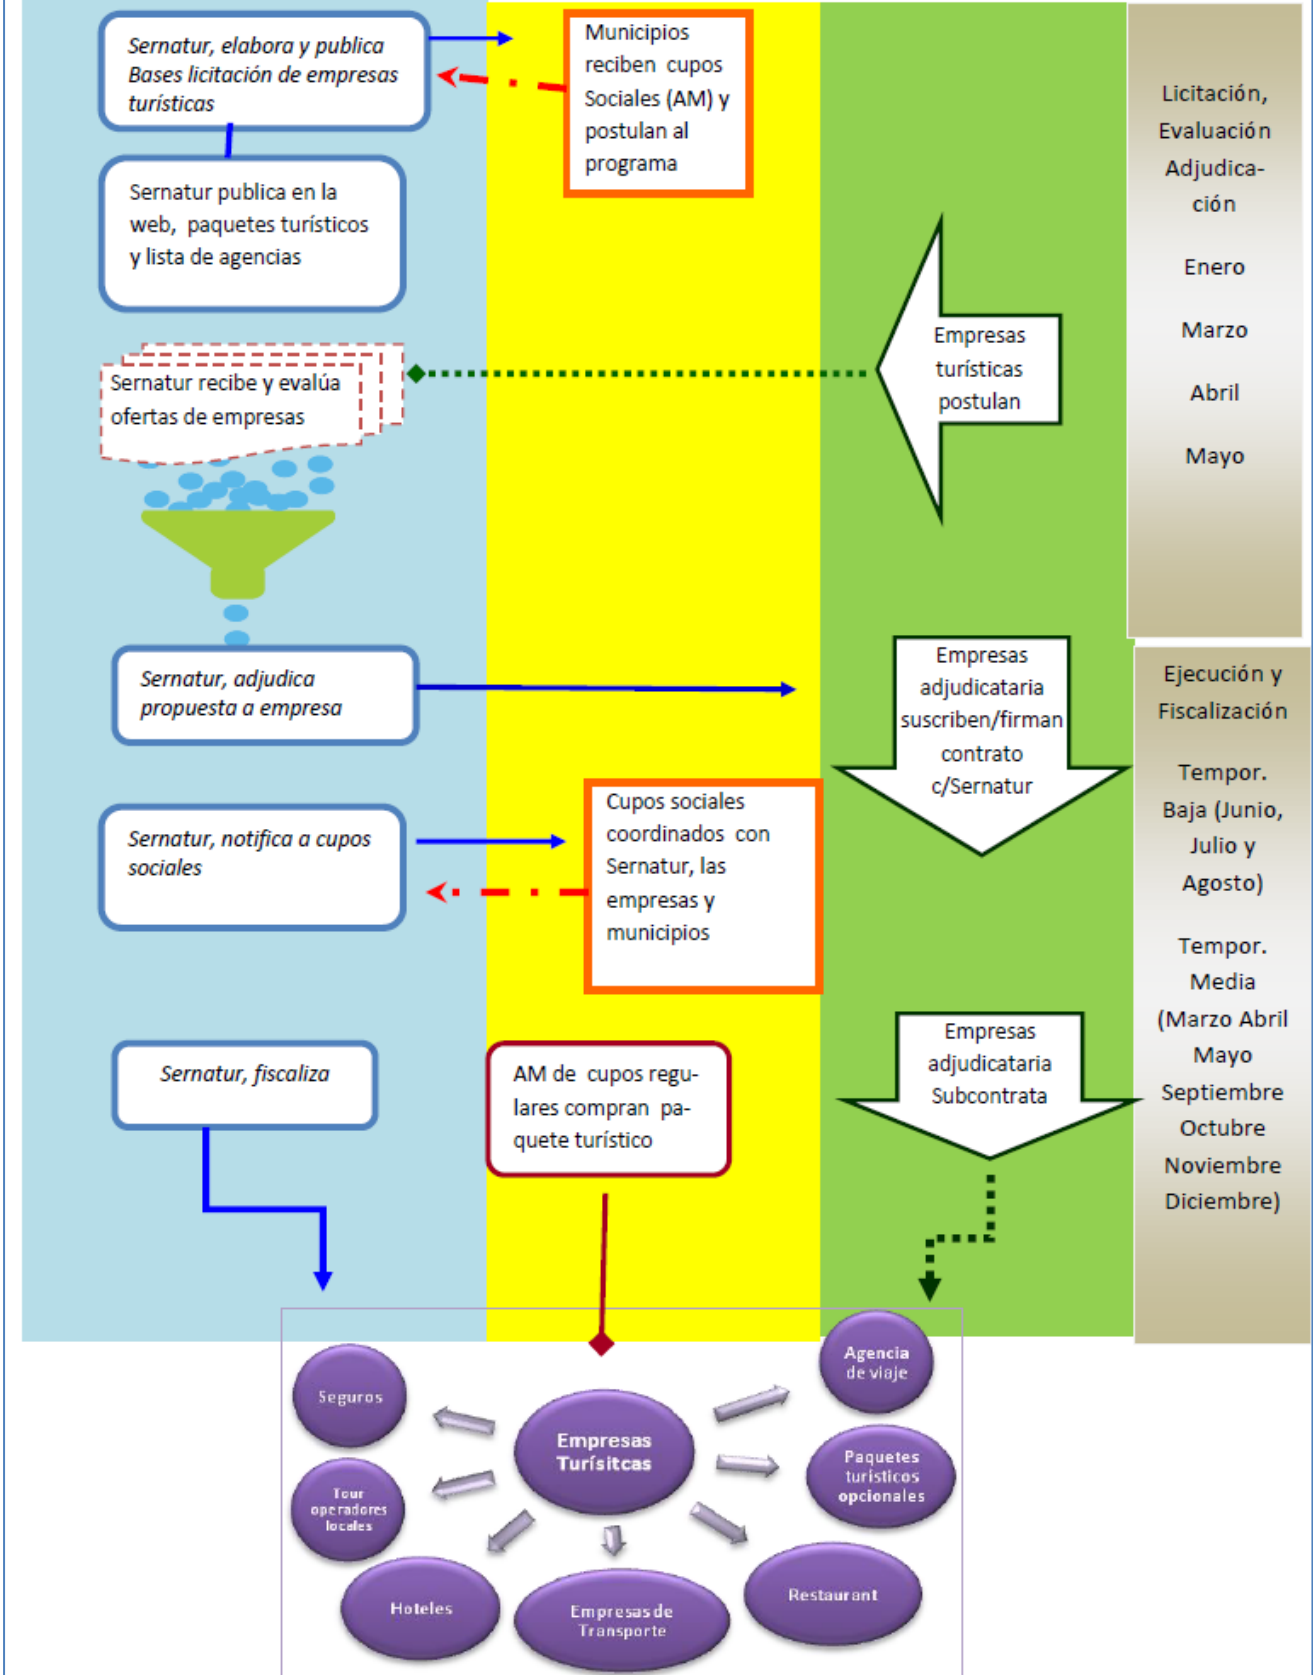 Sernatur, elabora y publica
Bases licitación de empresas
turísticas
Municipios
reciben cupos
Sociales (AM) y
postulan al
programa
Licitación,
Evaluación
Adjudica-
ción
Enero
Marzo
Abril
Mayo
Sernatur publica en la
web, paquetes turísticos
y lista de agencias
Empresas
turísticas
postulan
Sernatur recibe y evalúa
ofertas de empresas
Sernatur, adjudica
propuesta a empresa
Empresas
adjudicataria
suscriben/firman
contrato
c/Sernatur
Ejecución y
Fiscalización
Tempor.
Baja (Junio,
Julio y
Agosto)
Tempor.
Media
(Marzo Abril
Mayo
Septiembre
Octubre
Noviembre
Diciembre)
Sernatur, notifica a cupos
sociales
Cupos sociales
coordinados con
Sernatur, las
empresas y
municipios
Sernatur, fiscaliza
AM de cupos regu-
lares compran pa-
quete turístico
Empresas
adjudicataria
Subcontrata
Seguros
Agencia
de viaje
Empresas
Turísitcas
Paquetes
turísticos
opcionales
Tour
operadores
locales
Hoteles
Empresas de
Transporte
Restaurant